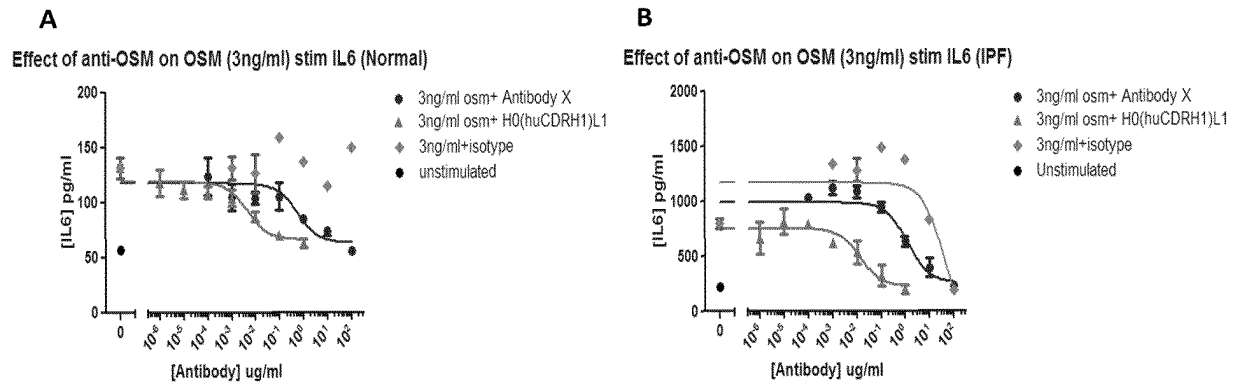 A
Effect of anti-OSM on OSM (3ng/ml) stim IL6 (Normal)
[IL6] pg/ml
200
150
100
50
0
0
10⁻⁶
10⁻⁵
10⁻⁴
10⁻³
10⁻²
10⁻¹
10⁰
10¹
10²
[Antibody] ug/ml
3ng/ml osm+ Antibody X
3ng/ml osm+ H0(huCDRH1)L1
3ng/ml+isotype
unstimulated
B
Effect of anti-OSM on OSM (3ng/ml) stim IL6 (IPF)
[IL6] pg/ml
2000
1500
1000
500
0
0
10⁻⁶
10⁻⁵
10⁻⁴
10⁻³
10⁻²
10⁻¹
10⁰
10¹
10²
[Antibody] ug/ml
3ng/ml osm+ Antibody X
3ng/ml osm+ H0(huCDRH1)L1
3ng/ml+isotype
Unstimulated